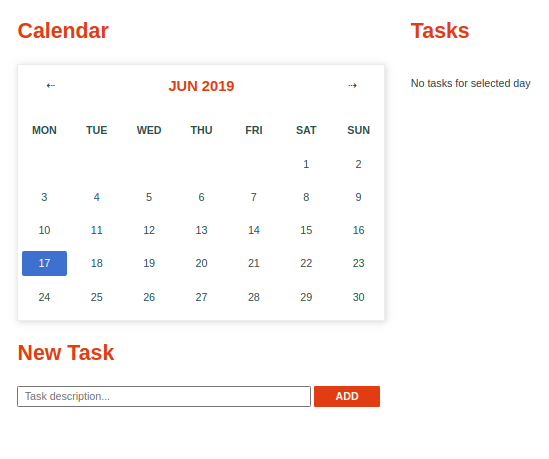 Calendar
⇠ JUN 2019 ⇢
MON TUE WED THU FRI SAT SUN
1 2
3 4 5 6 7 8 9
10 11 12 13 14 15 16
17 18 19 20 21 22 23
24 25 26 27 28 29 30
New Task
Task description... ADD
Tasks
No tasks for selected day